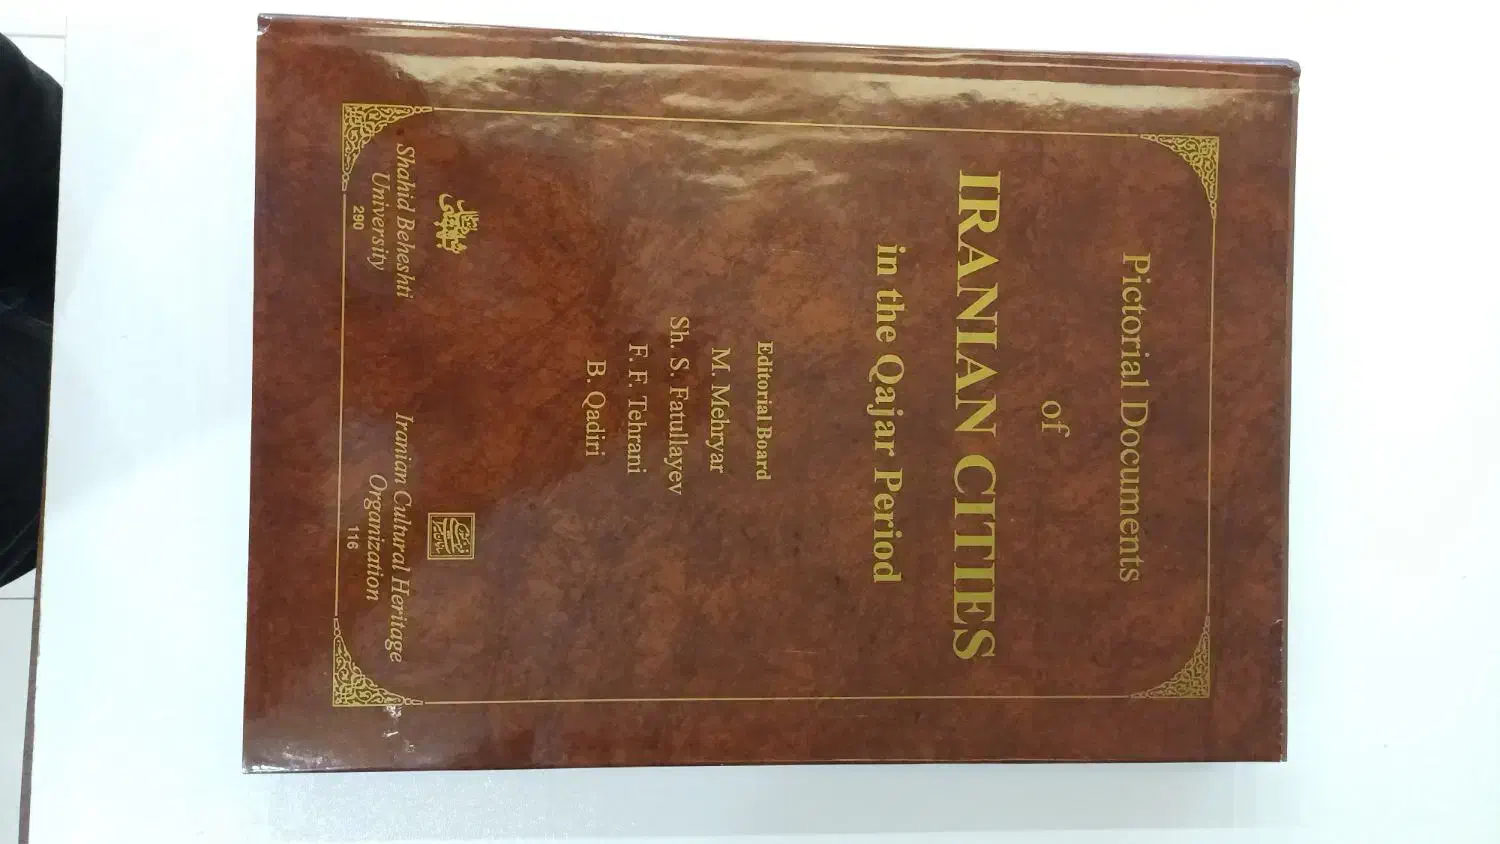 Pictorial Documents
of
IRANIAN CITIES
in the Qajar Period
Editorial Board
M. Mehryar
Sh. S. Fatullayev
F. F. Tehrani
B. Qadiri
Shahid Beheshti
University
290
Iranian Cultural Heritage
Organization
116